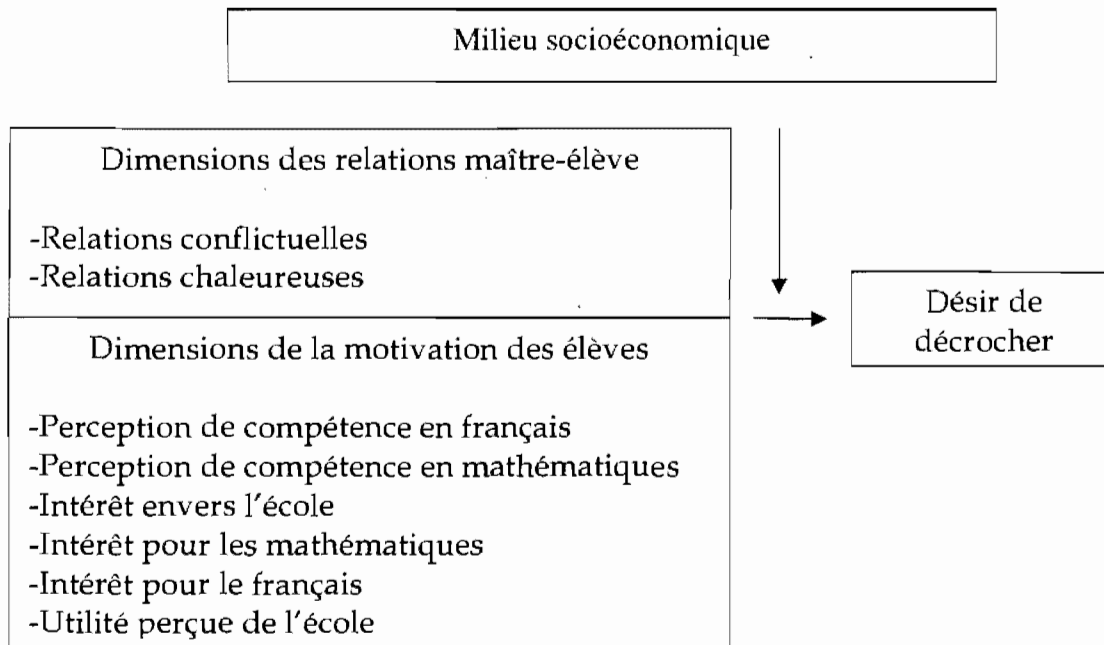 Milieu socioéconomique
Dimensions des relations maître-élève
-Relations conflictuelles
-Relations chaleureuses
Désir de
décrocher
Dimensions de la motivation des élèves
-Perception de compétence en français
-Perception de compétence en mathématiques
-Intérêt envers l'école
-Intérêt pour les mathématiques
-Intérêt pour le français
-Utilité perçue de l'école